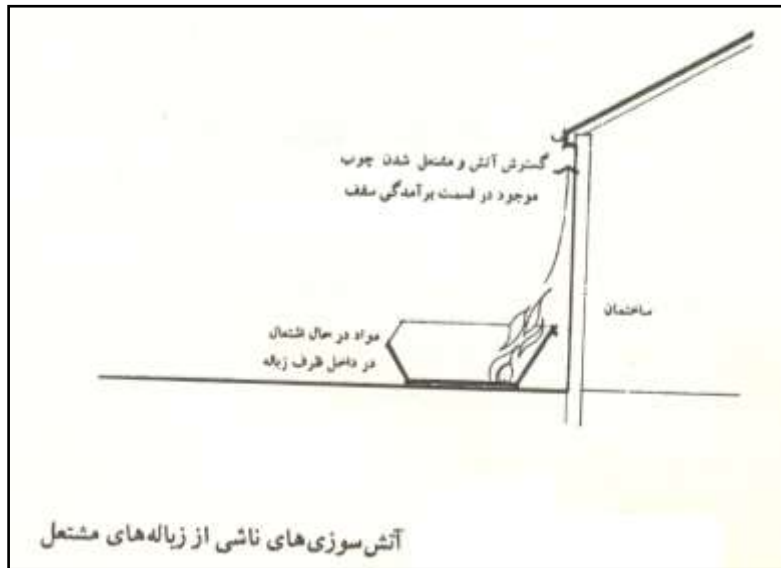 گسترش آتش و مشتعل شدن چوب
موجود در قسمت برآمدگی سقف
ساختمان
مواد در حال اشتعال
در داخل ظرف زباله
آتش‌سوزی‌های ناشی از زباله‌های مشتعل